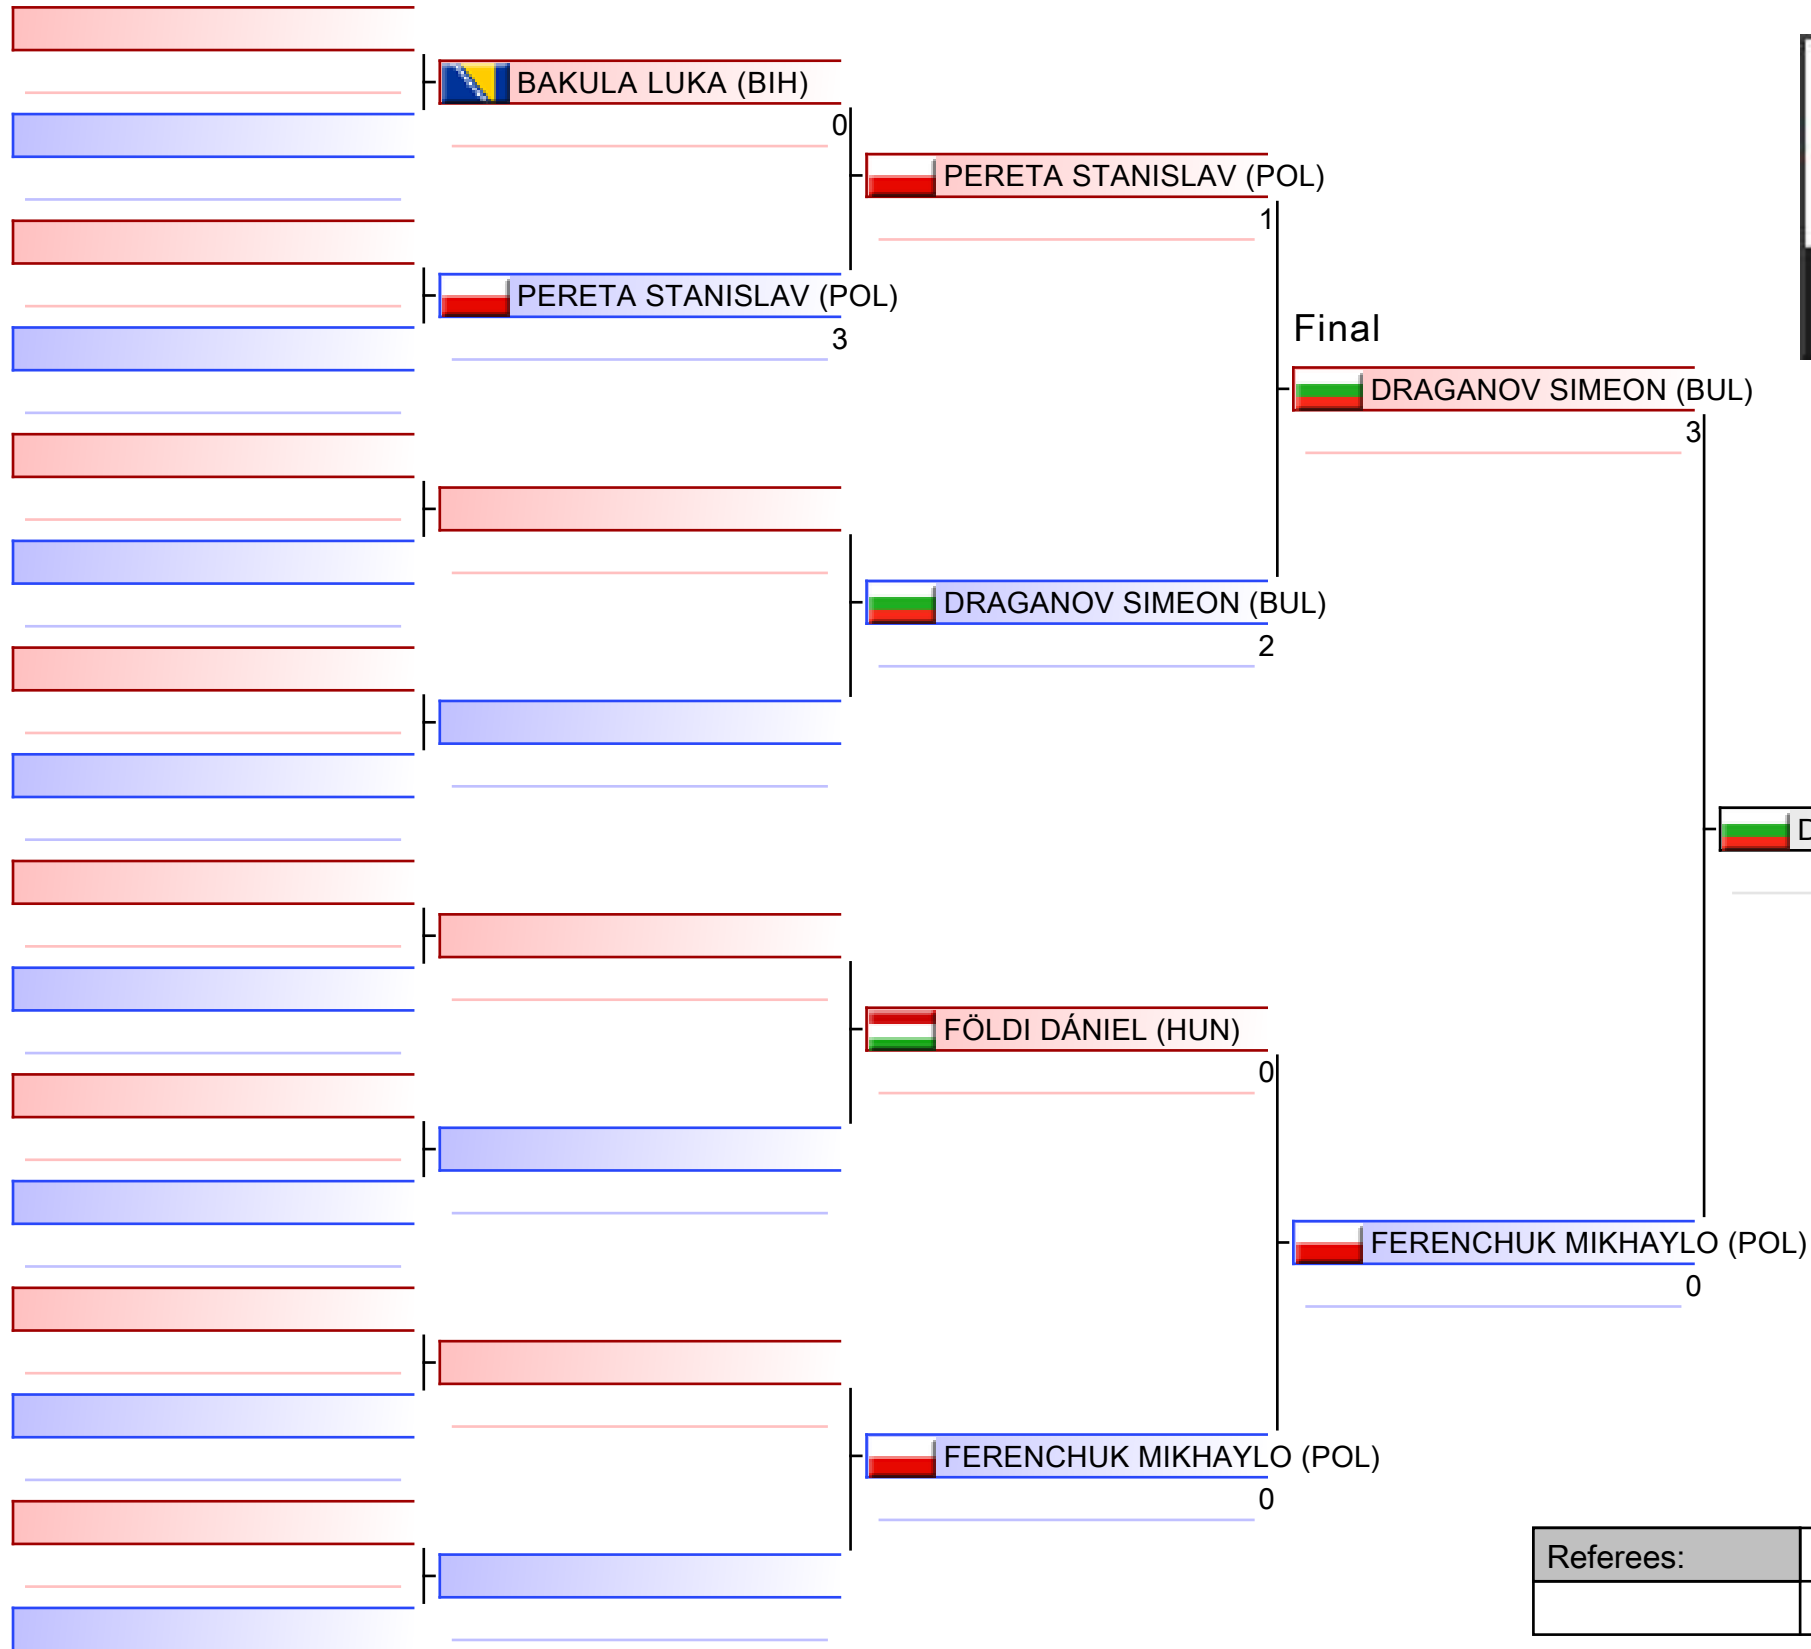 BAKULA LUKA (BIH)
0
PERETA STANISLAV (POL)
1
PERETA STANISLAV (POL)
3
Final
DRAGANOV SIMEON (BUL)
3
DRAGANOV SIMEON (BUL)
2
FÖLDI DÁNIEL (HUN)
0
FERENCHUK MIKHAYLO (POL)
0
FERENCHUK MIKHAYLO (POL)
0
Referees: